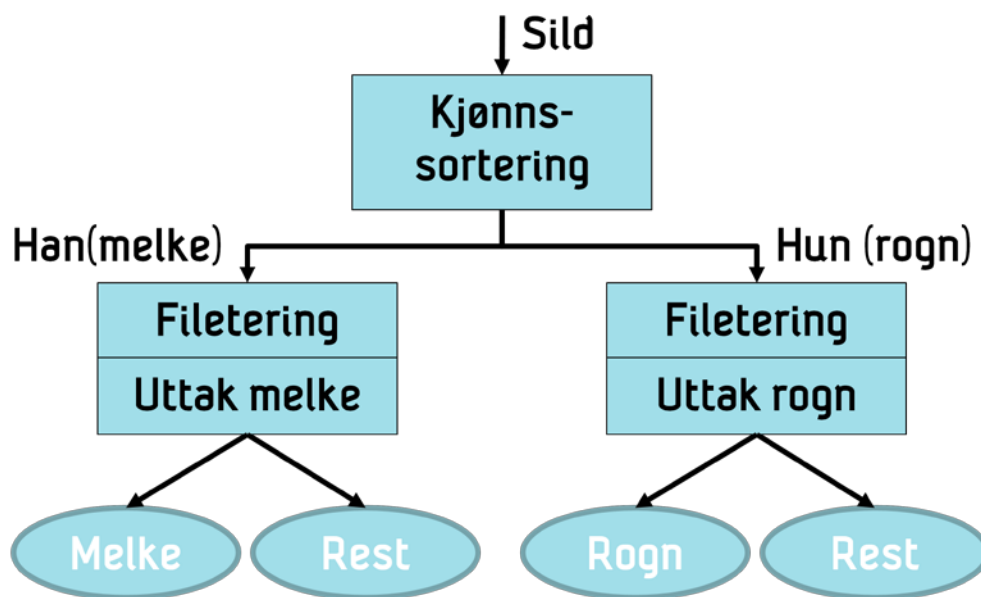 Sild
Kjønns-
sortering
Han(melke)
Hun (rogn)
Filetering
Filetering
Uttak melke
Uttak rogn
Melke
Rest
Rogn
Rest